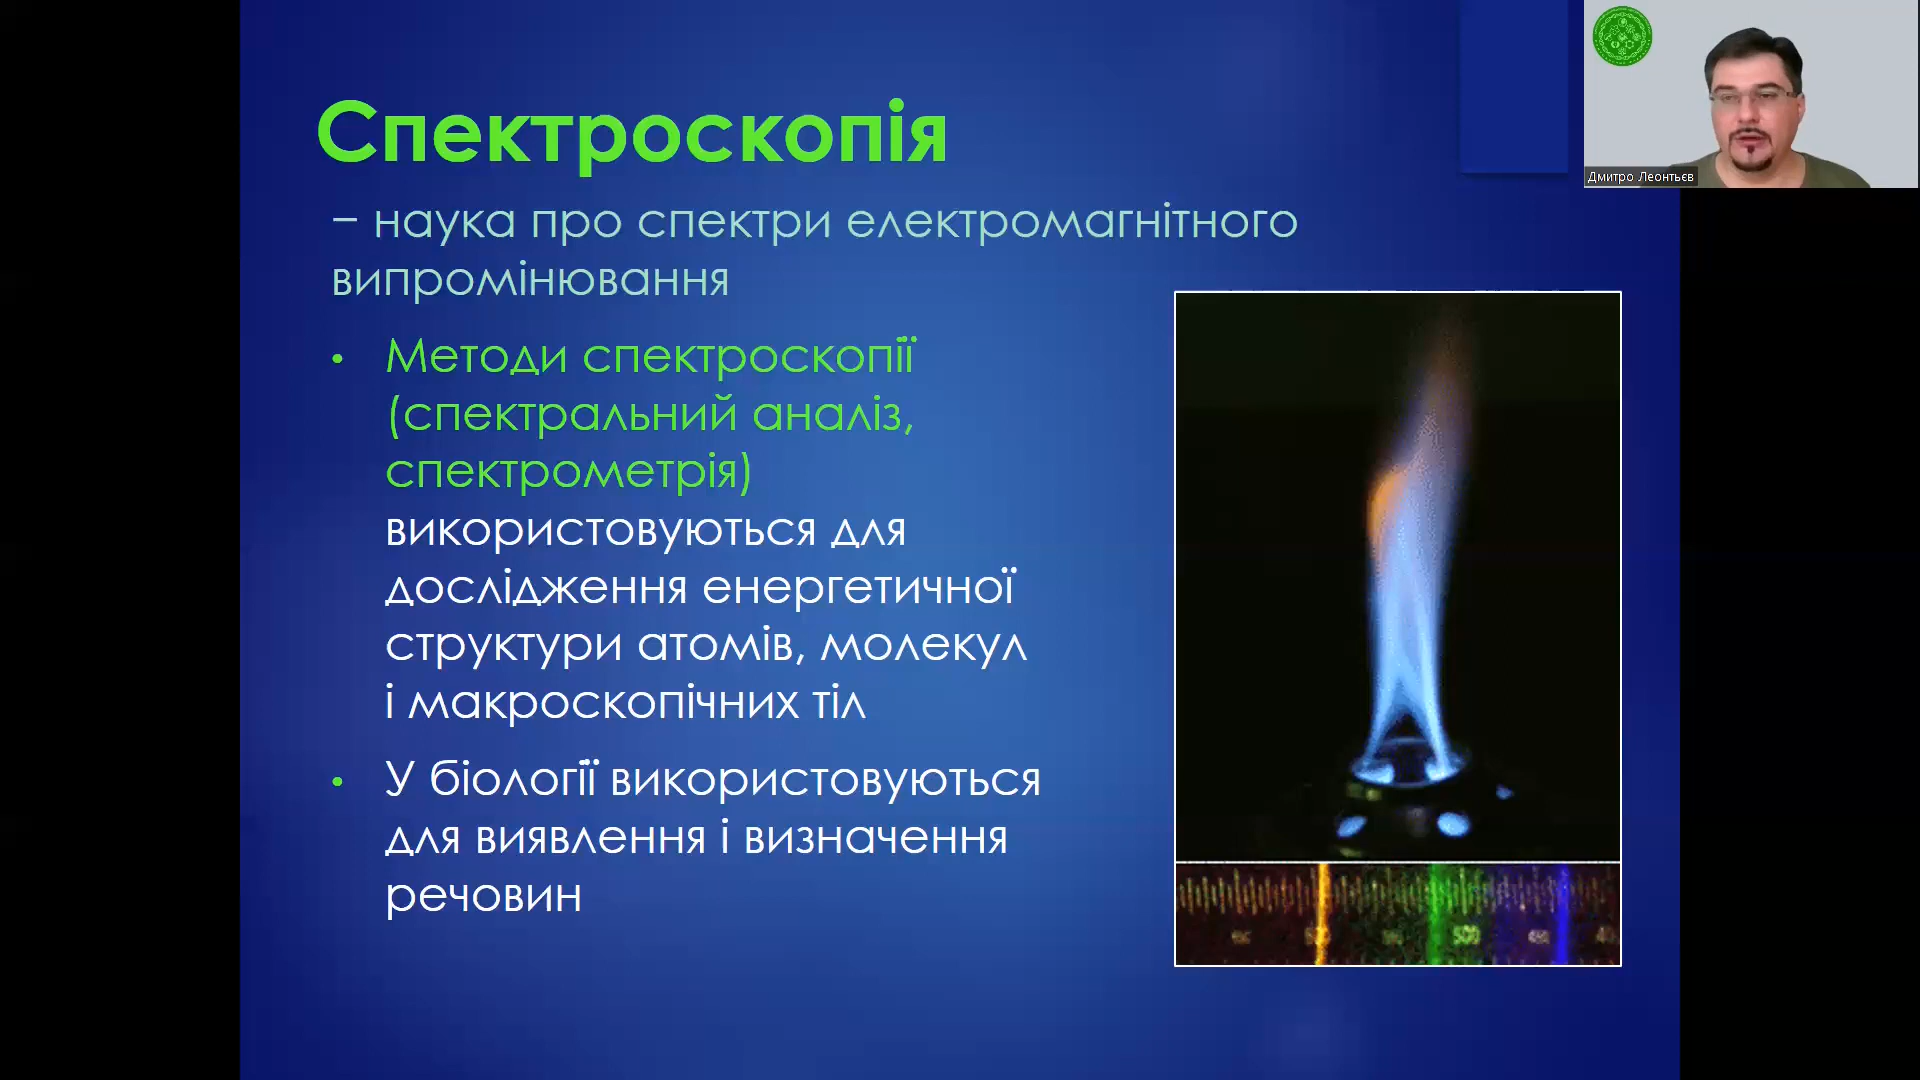 Спектроскопія
– наука про спектри електромагнітного
випромінювання
• Методи спектроскопії
(спектральний аналіз,
спектрометрія)
використовуються для
дослідження енергетичної
структури атомів, молекул
і макроскопічних тіл
• У біології використовуються
для виявлення і визначення
речовин
500
Дмитро Леонтьєв